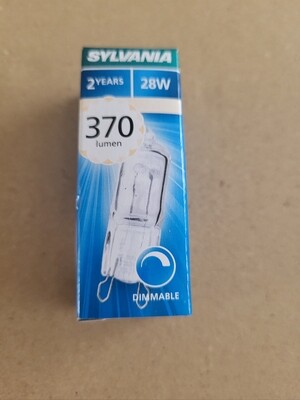 SYLVANIA
2 YEARS 28W
370
lumen
DIMMABLE